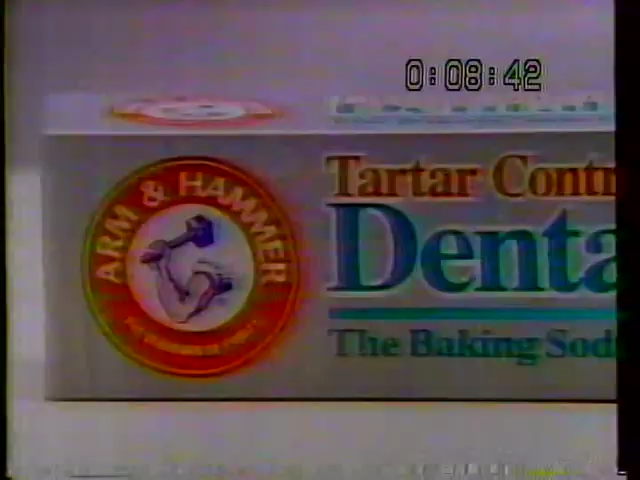 0:08:42
ARM & HAMMER
Tartar Contr
Denta
The Baking Sod